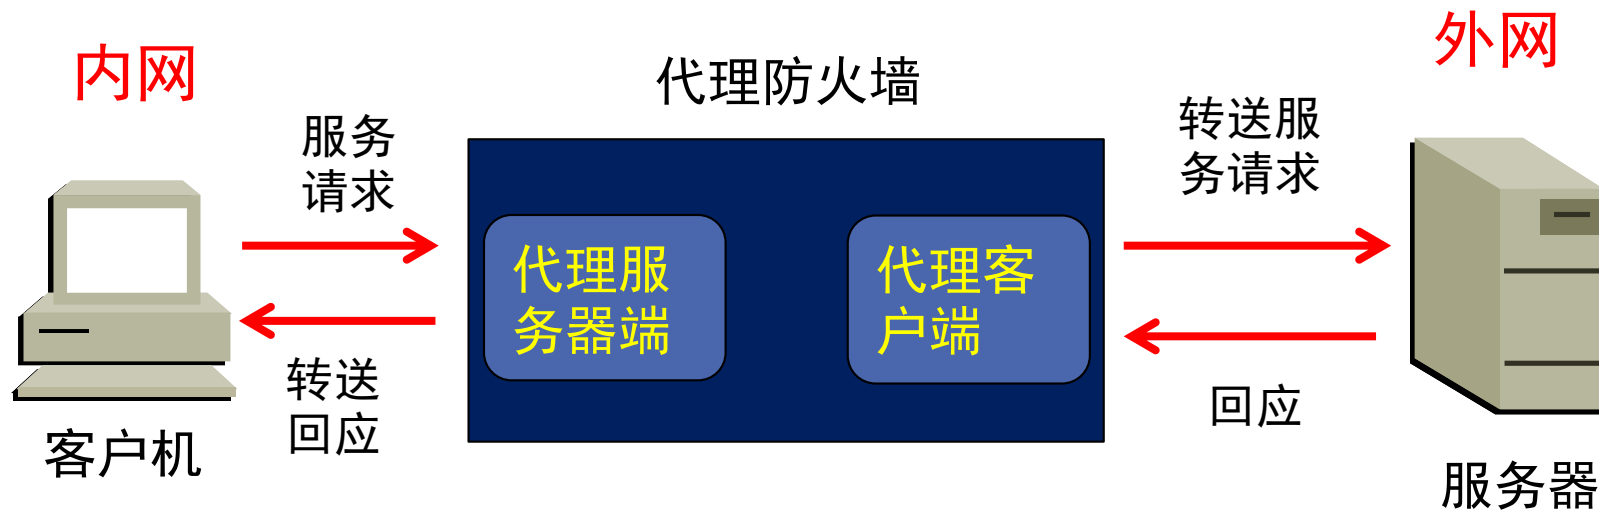 内网
外网
代理防火墙
服务
请求
转送服
务请求
代理服
务器端
代理客
户端
转送
回应
回应
客户机
服务器